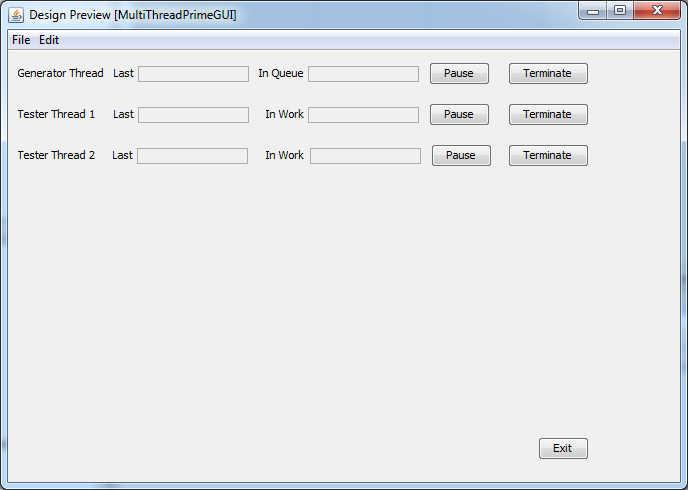 Design Preview [MultiThreadPrimeGUI]
File Edit
Generator Thread Last In Queue Pause Terminate
Tester Thread 1 Last In Work Pause Terminate
Tester Thread 2 Last In Work Pause Terminate
Exit